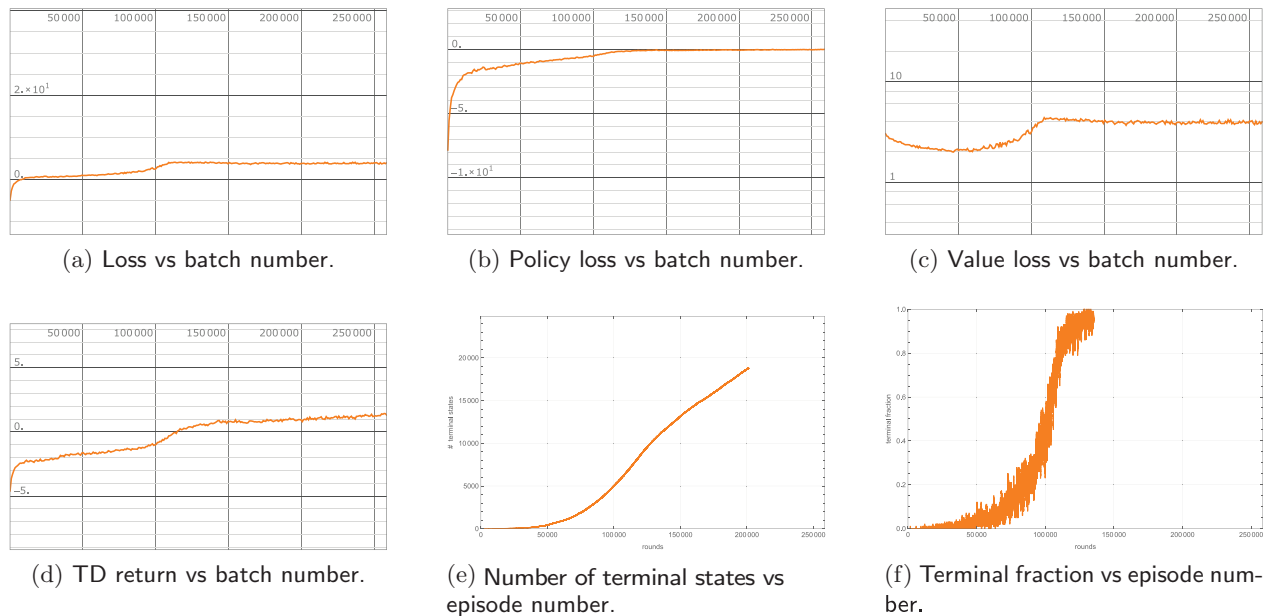 50000 100000 150000 200000 250000
2.×10¹
0.
(a) Loss vs batch number.
50000 100000 150000 200000 250000
0.
-5.
-1.×10¹
(b) Policy loss vs batch number.
50000 100000 150000 200000 250000
10
1
(c) Value loss vs batch number.
50000 100000 150000 200000 250000
5.
0.
-5.
(d) TD return vs batch number.
# terminal states
20000
15000
10000
5000
0
0 50000 100000 150000 200000 250000
rounds
(e) Number of terminal states vs
episode number.
terminal fraction
1.0
0.8
0.6
0.4
0.2
0.0
0 50000 100000 150000 200000 250000
rounds
(f) Terminal fraction vs episode num-
ber.